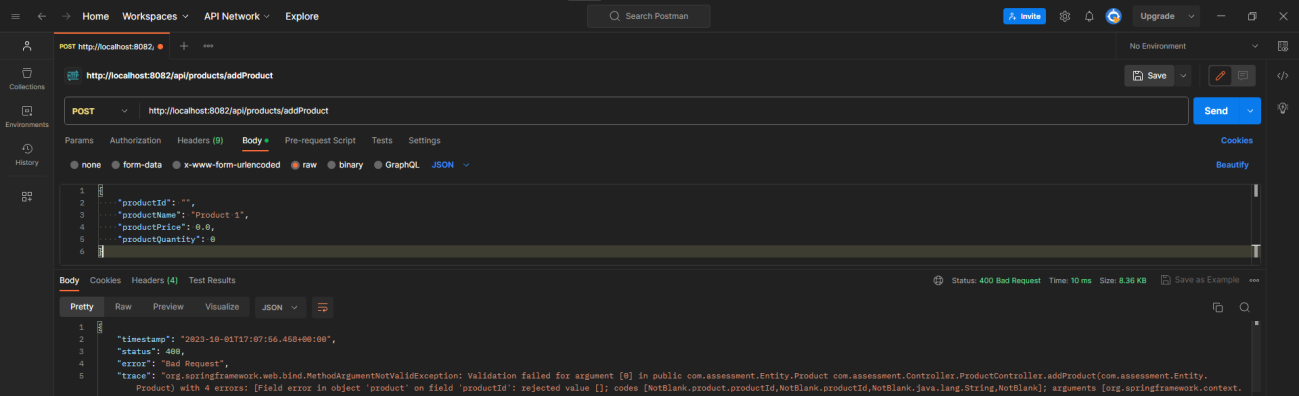 Home Workspaces API Network Explore Search Postman Invite Upgrade
POST http://localhost:8082/ No Environment
http://localhost:8082/api/products/addProduct Save
Collections
POST http://localhost:8082/api/products/addProduct Send
Environments
Params Authorization Headers (9) Body Pre-request Script Tests Settings Cookies
History
none form-data x-www-form-urlencoded raw binary GraphQL JSON Beautify
1 {
2 "productId": "",
3 "productName": "Product 1",
4 "productPrice": 0.0,
5 "productQuantity": 0
6 }
Body Cookies Headers (4) Test Results Status: 400 Bad Request Time: 10 ms Size: 8.36 KB Save as Example
Pretty Raw Preview Visualize JSON
1 {
2 "timestamp": "2023-10-01T17:07:56.458+00:00",
3 "status": 400,
4 "error": "Bad Request",
5 "trace": "org.springframework.web.bind.MethodArgumentNotValidException: Validation failed for argument [0] in public com.assessment.Entity.Product com.assessment.Controller.ProductController.addProduct(com.assessment.Entity.
Product) with 4 errors: [Field error in object 'product' on field 'productId': rejected value []; codes [NotBlank.product.productId,NotBlank.productId,NotBlank.java.lang.String,NotBlank]; arguments [org.springframework.context.